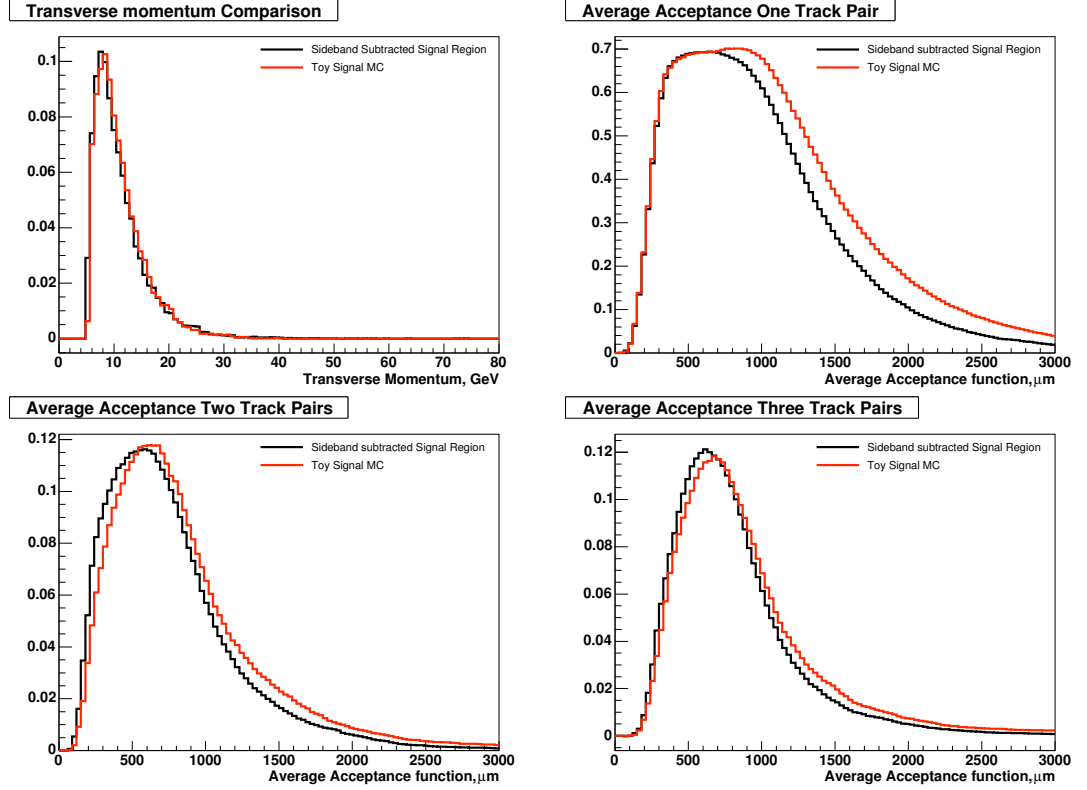 Transverse momentum Comparison
Sideband Subtracted Signal Region
Toy Signal MC
0.1
0.08
0.06
0.04
0.02
0
0 10 20 30 40 50 60 70 80
Transverse Momentum, GeV
Average Acceptance One Track Pair
Sideband subtracted Signal Region
Toy Signal MC
0.7
0.6
0.5
0.4
0.3
0.2
0.1
0
0 500 1000 1500 2000 2500 3000
Average Acceptance function,μm
Average Acceptance Two Track Pairs
Sideband subtracted Signal Region
Toy Signal MC
0.12
0.1
0.08
0.06
0.04
0.02
0
0 500 1000 1500 2000 2500 3000
Average Acceptance function,μm
Average Acceptance Three Track Pairs
Sideband subtracted Signal Region
Toy Signal MC
0.12
0.1
0.08
0.06
0.04
0.02
0
0 500 1000 1500 2000 2500 3000
Average Acceptance function,μm